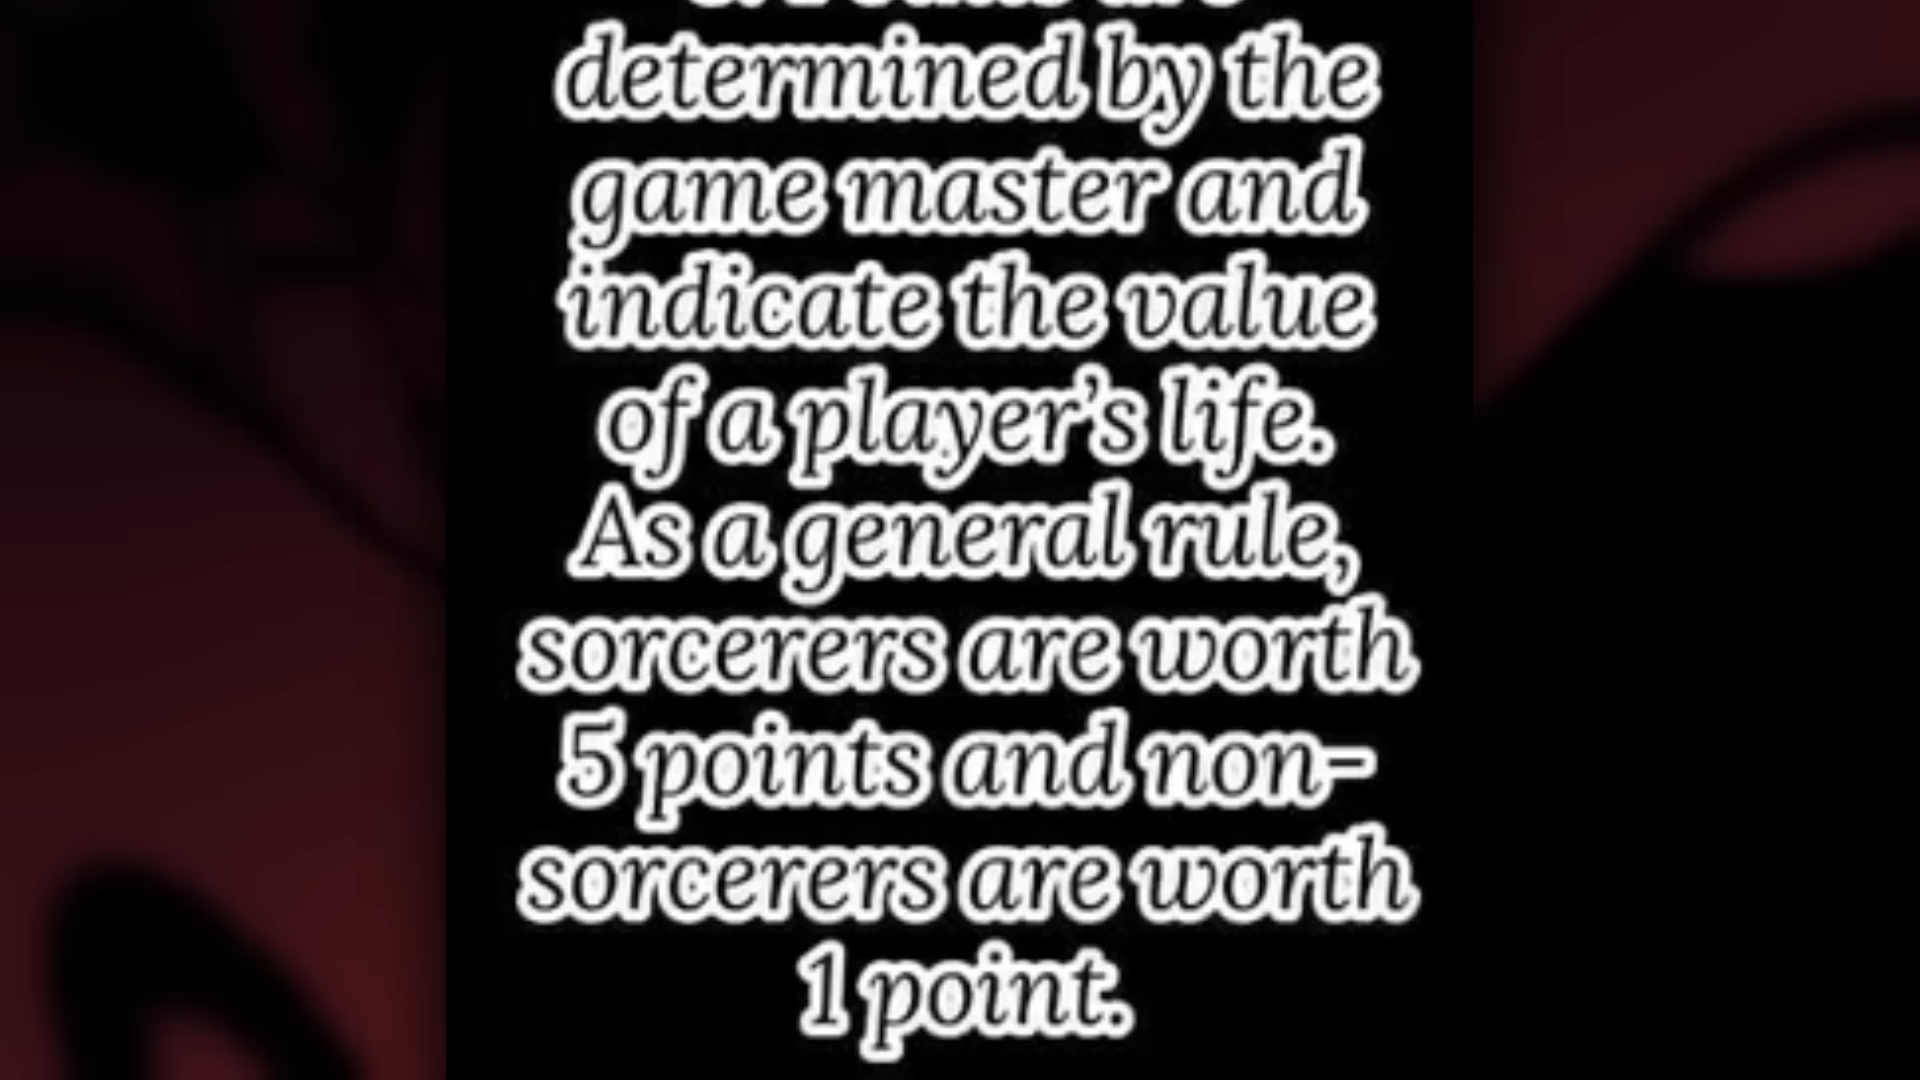 determined by the
game master and
indicate the value
of a player's life.
As a general rule,
sorcerers are worth
5 points and non-
sorcerers are worth
1 point.